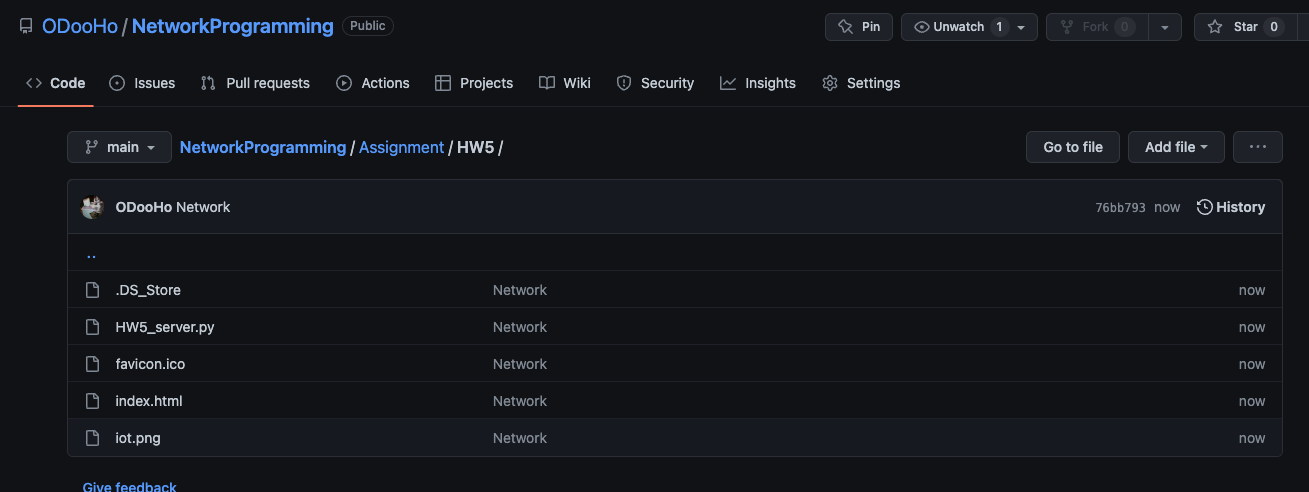 ODooHo / NetworkProgramming Public Pin Unwatch 1 Fork 0 Star 0
Code Issues Pull requests Actions Projects Wiki Security Insights Settings
main NetworkProgramming / Assignment / HW5 / Go to file Add file ...
ODooHo Network 76bb793 now History
..
.DS_Store Network now
HW5_server.py Network now
favicon.ico Network now
index.html Network now
iot.png Network now
Give feedback